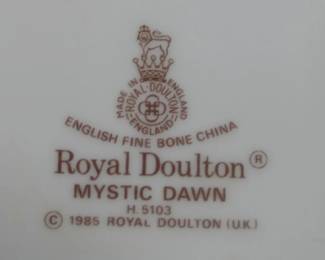 MADE IN ENGLAND
ROYAL·DOULTON
ENGLAND
ENGLISH FINE BONE CHINA
Royal Doulton ®
MYSTIC DAWN
H. 5103
© 1985 ROYAL DOULTON (U.K.)